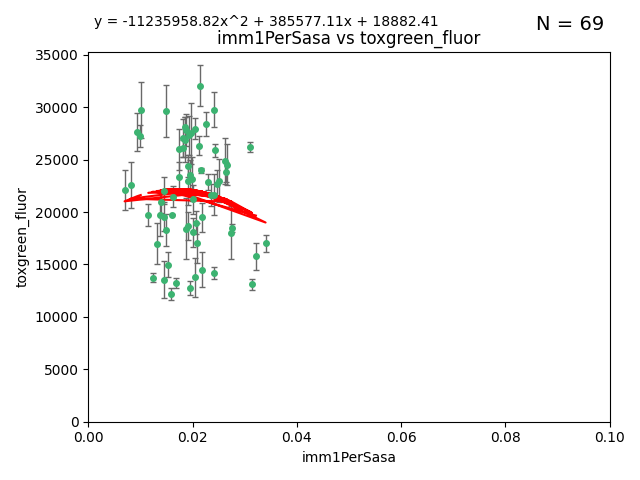 y = -11235958.82x^2 + 385577.11x + 18882.41
N = 69
imm1PerSasa vs toxgreen_fluor
35000
30000
25000
20000
15000
10000
5000
0
toxgreen_fluor
0.00 0.02 0.04 0.06 0.08 0.10
imm1PerSasa